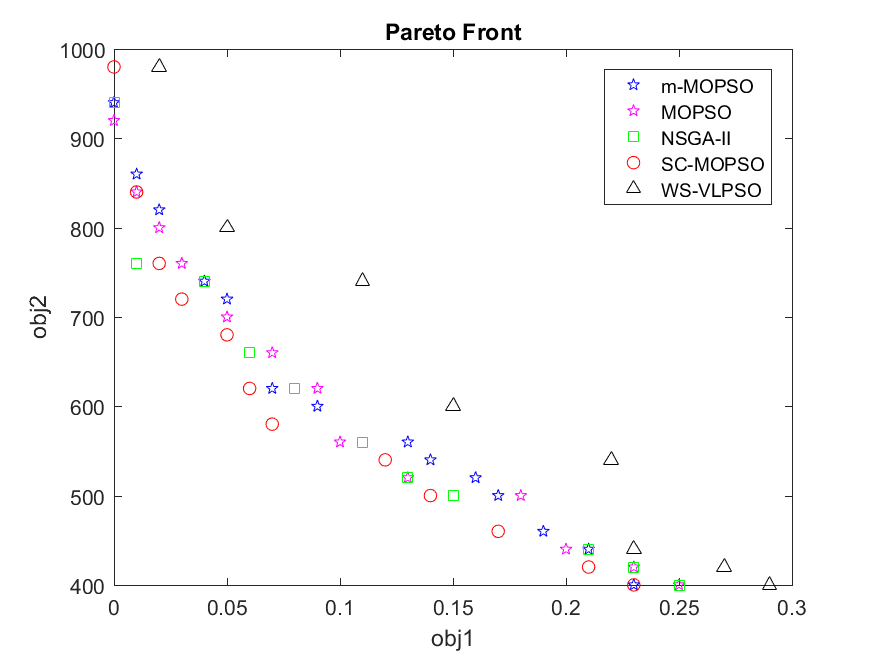 Pareto Front
1000
900
800
700
600
500
400
obj2
0 0.05 0.1 0.15 0.2 0.25 0.3
obj1
m-MOPSO
MOPSO
NSGA-II
SC-MOPSO
WS-VLPSO